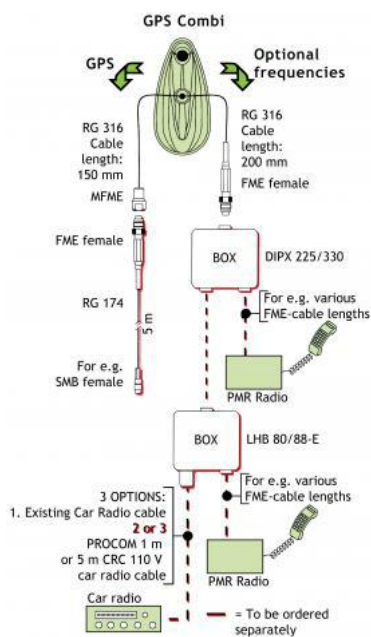 GPS Combi
GPS
Optional
frequencies
RG 316
Cable
length:
150 mm
MFME
RG 316
Cable
length:
200 mm
FME female
FME female
BOX
DIPX 225/330
RG 174
5 m
For e.g. various
FME-cable lengths
For e.g.
SMB female
PMR Radio
BOX
LHB 80/88-E
3 OPTIONS:
1. Existing Car Radio cable
2 or 3
PROCOM 1 m
or 5 m CRC 110 V
car radio cable
For e.g. various
FME-cable lengths
PMR Radio
Car radio
= To be ordered
separately